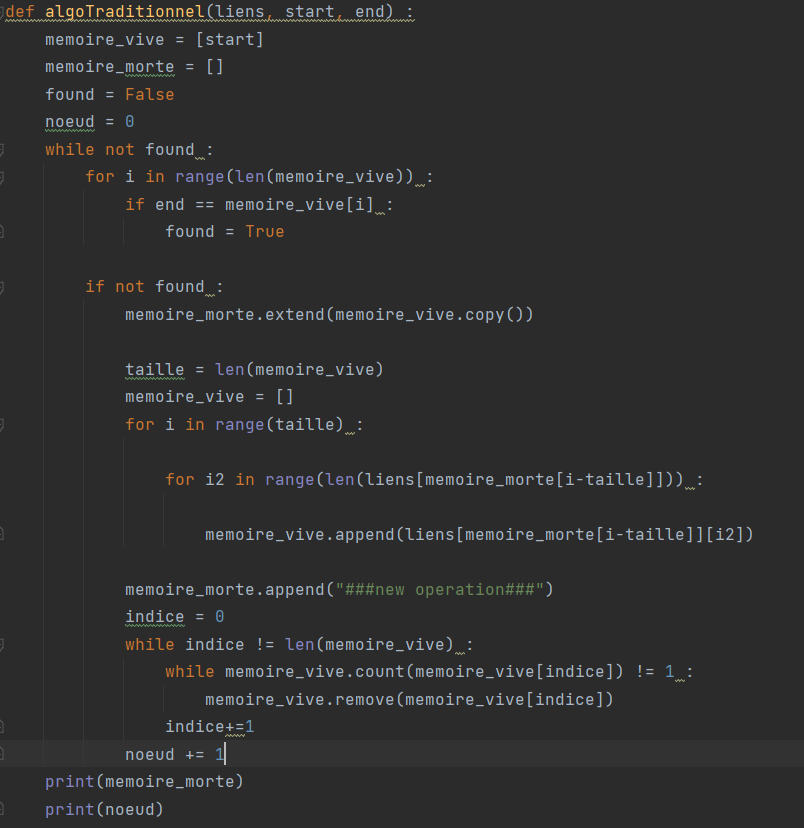 def algoTraditionnel(liens, start, end) :
    memoire_vive = [start]
    memoire_morte = []
    found = False
    noeud = 0
    while not found :
        for i in range(len(memoire_vive)) :
            if end == memoire_vive[i] :
                found = True
        if not found :
            memoire_morte.extend(memoire_vive.copy())
            taille = len(memoire_vive)
            memoire_vive = []
            for i in range(taille) :
                for i2 in range(len(liens[memoire_morte[i-taille]])) :
                    memoire_vive.append(liens[memoire_morte[i-taille]][i2])
            memoire_morte.append("###new operation###")
            indice = 0
            while indice != len(memoire_vive) :
                while memoire_vive.count(memoire_vive[indice]) != 1 :
                    memoire_vive.remove(memoire_vive[indice])
                indice+=1
            noeud += 1
    print(memoire_morte)
    print(noeud)